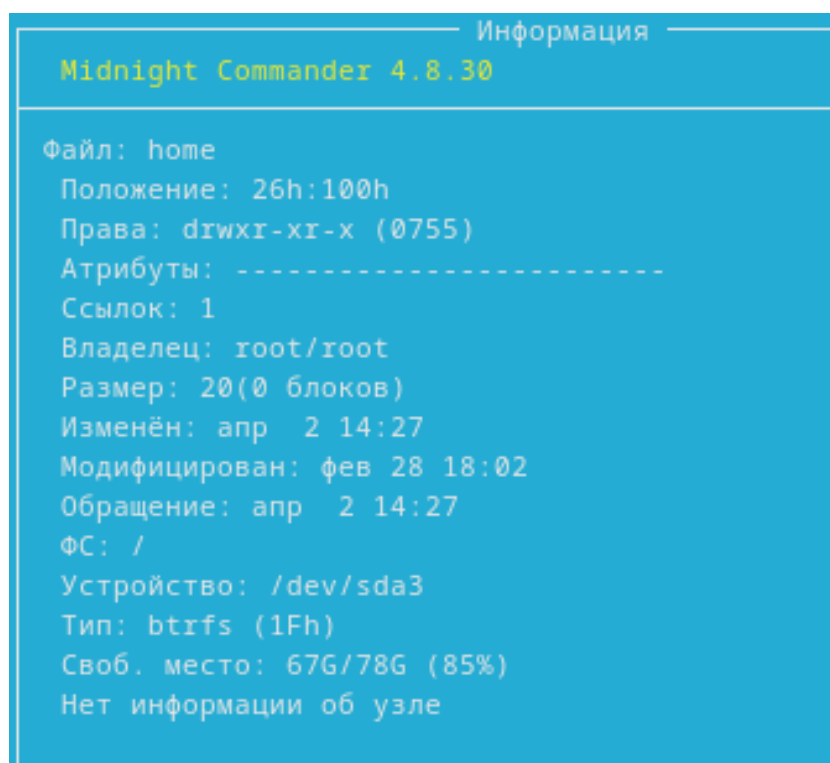 Информация
Midnight Commander 4.8.30
Файл: home
Положение: 26h:100h
Права: drwxr-xr-x (0755)
Атрибуты: -------------------------
Ссылок: 1
Владелец: root/root
Размер: 20(0 блоков)
Изменён: апр  2 14:27
Модифицирован: фев 28 18:02
Обращение: апр  2 14:27
ФС: /
Устройство: /dev/sda3
Тип: btrfs (1Fh)
Своб. место: 67G/78G (85%)
Нет информации об узле